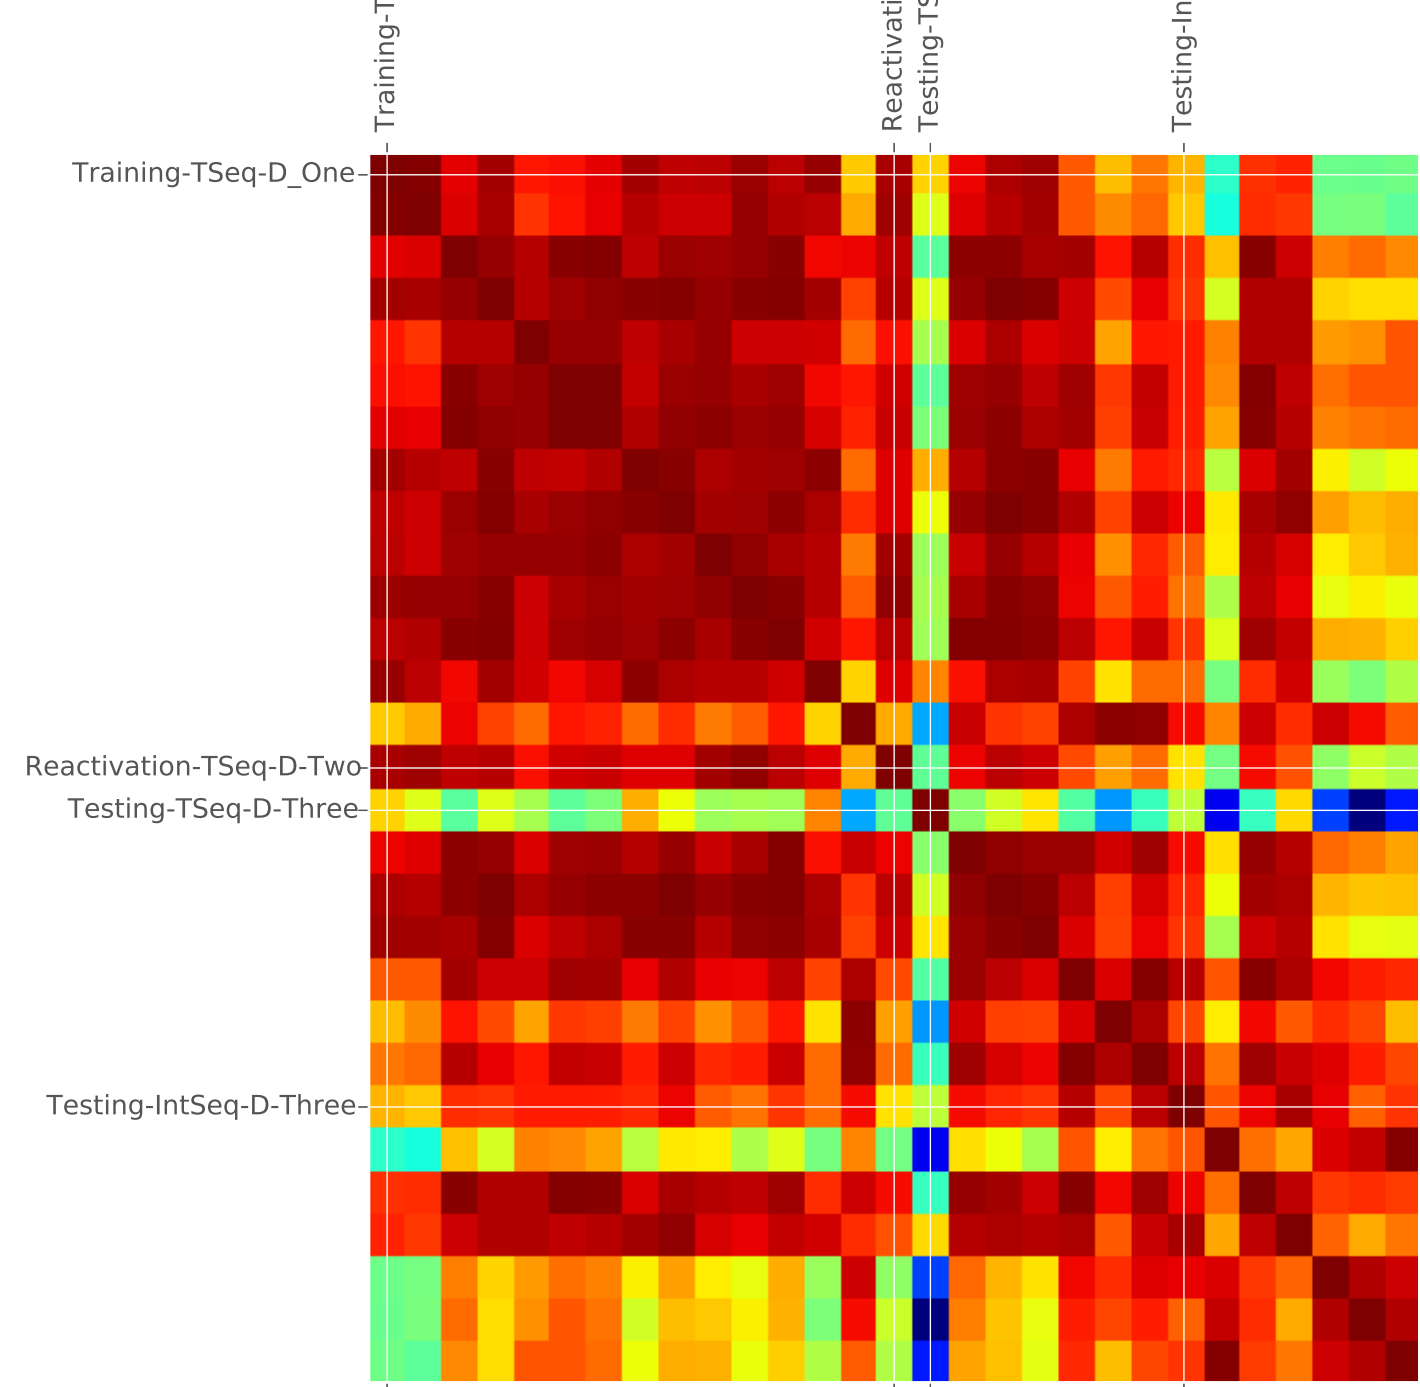 Training-T
Reactivati
Testing-TS
Testing-In
Training-TSeq-D_One
Reactivation-TSeq-D-Two
Testing-TSeq-D-Three
Testing-IntSeq-D-Three